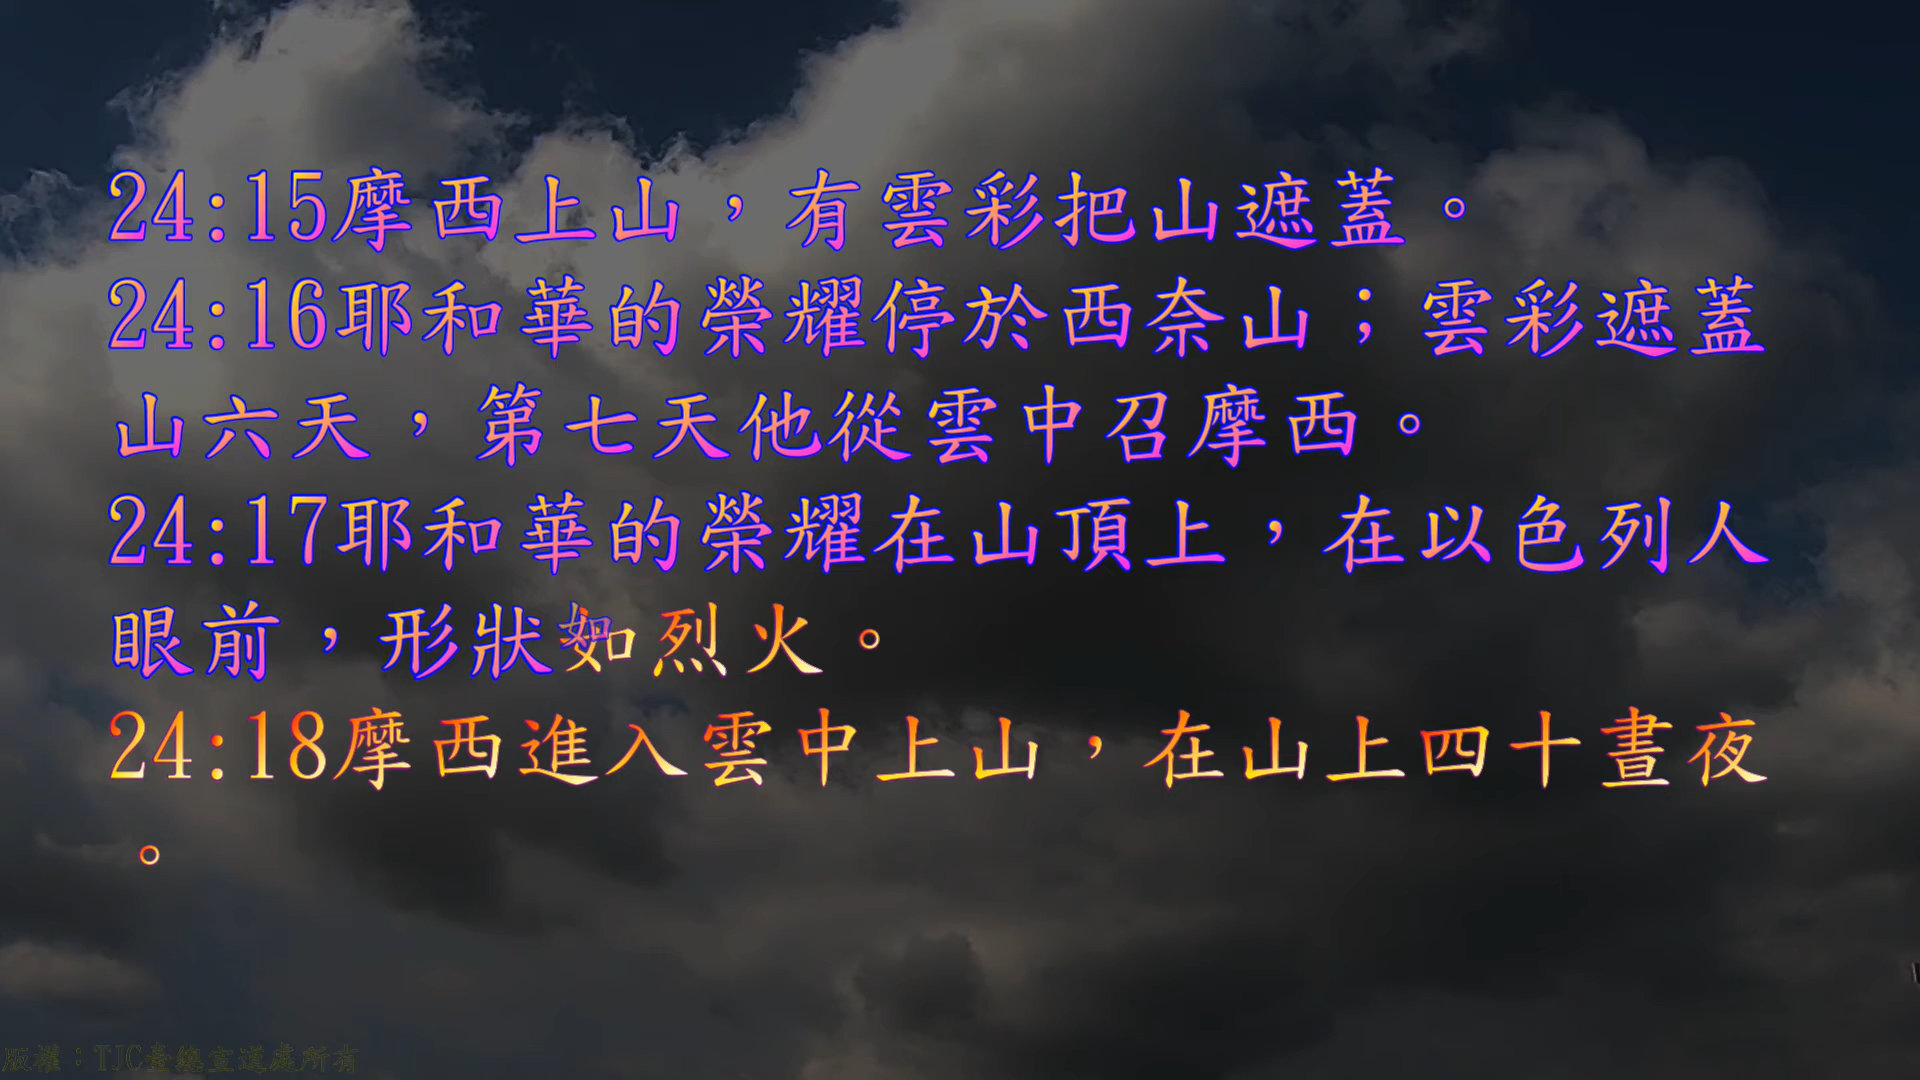 24:15摩西上山，有雲彩把山遮蓋。
24:16耶和華的榮耀停於西奈山；雲彩遮蓋
山六天，第七天他從雲中召摩西。
24:17耶和華的榮耀在山頂上，在以色列人
眼前，形狀如烈火。
24:18摩西進入雲中上山，在山上四十晝夜
。
版權：TJC臺總宣道處所有